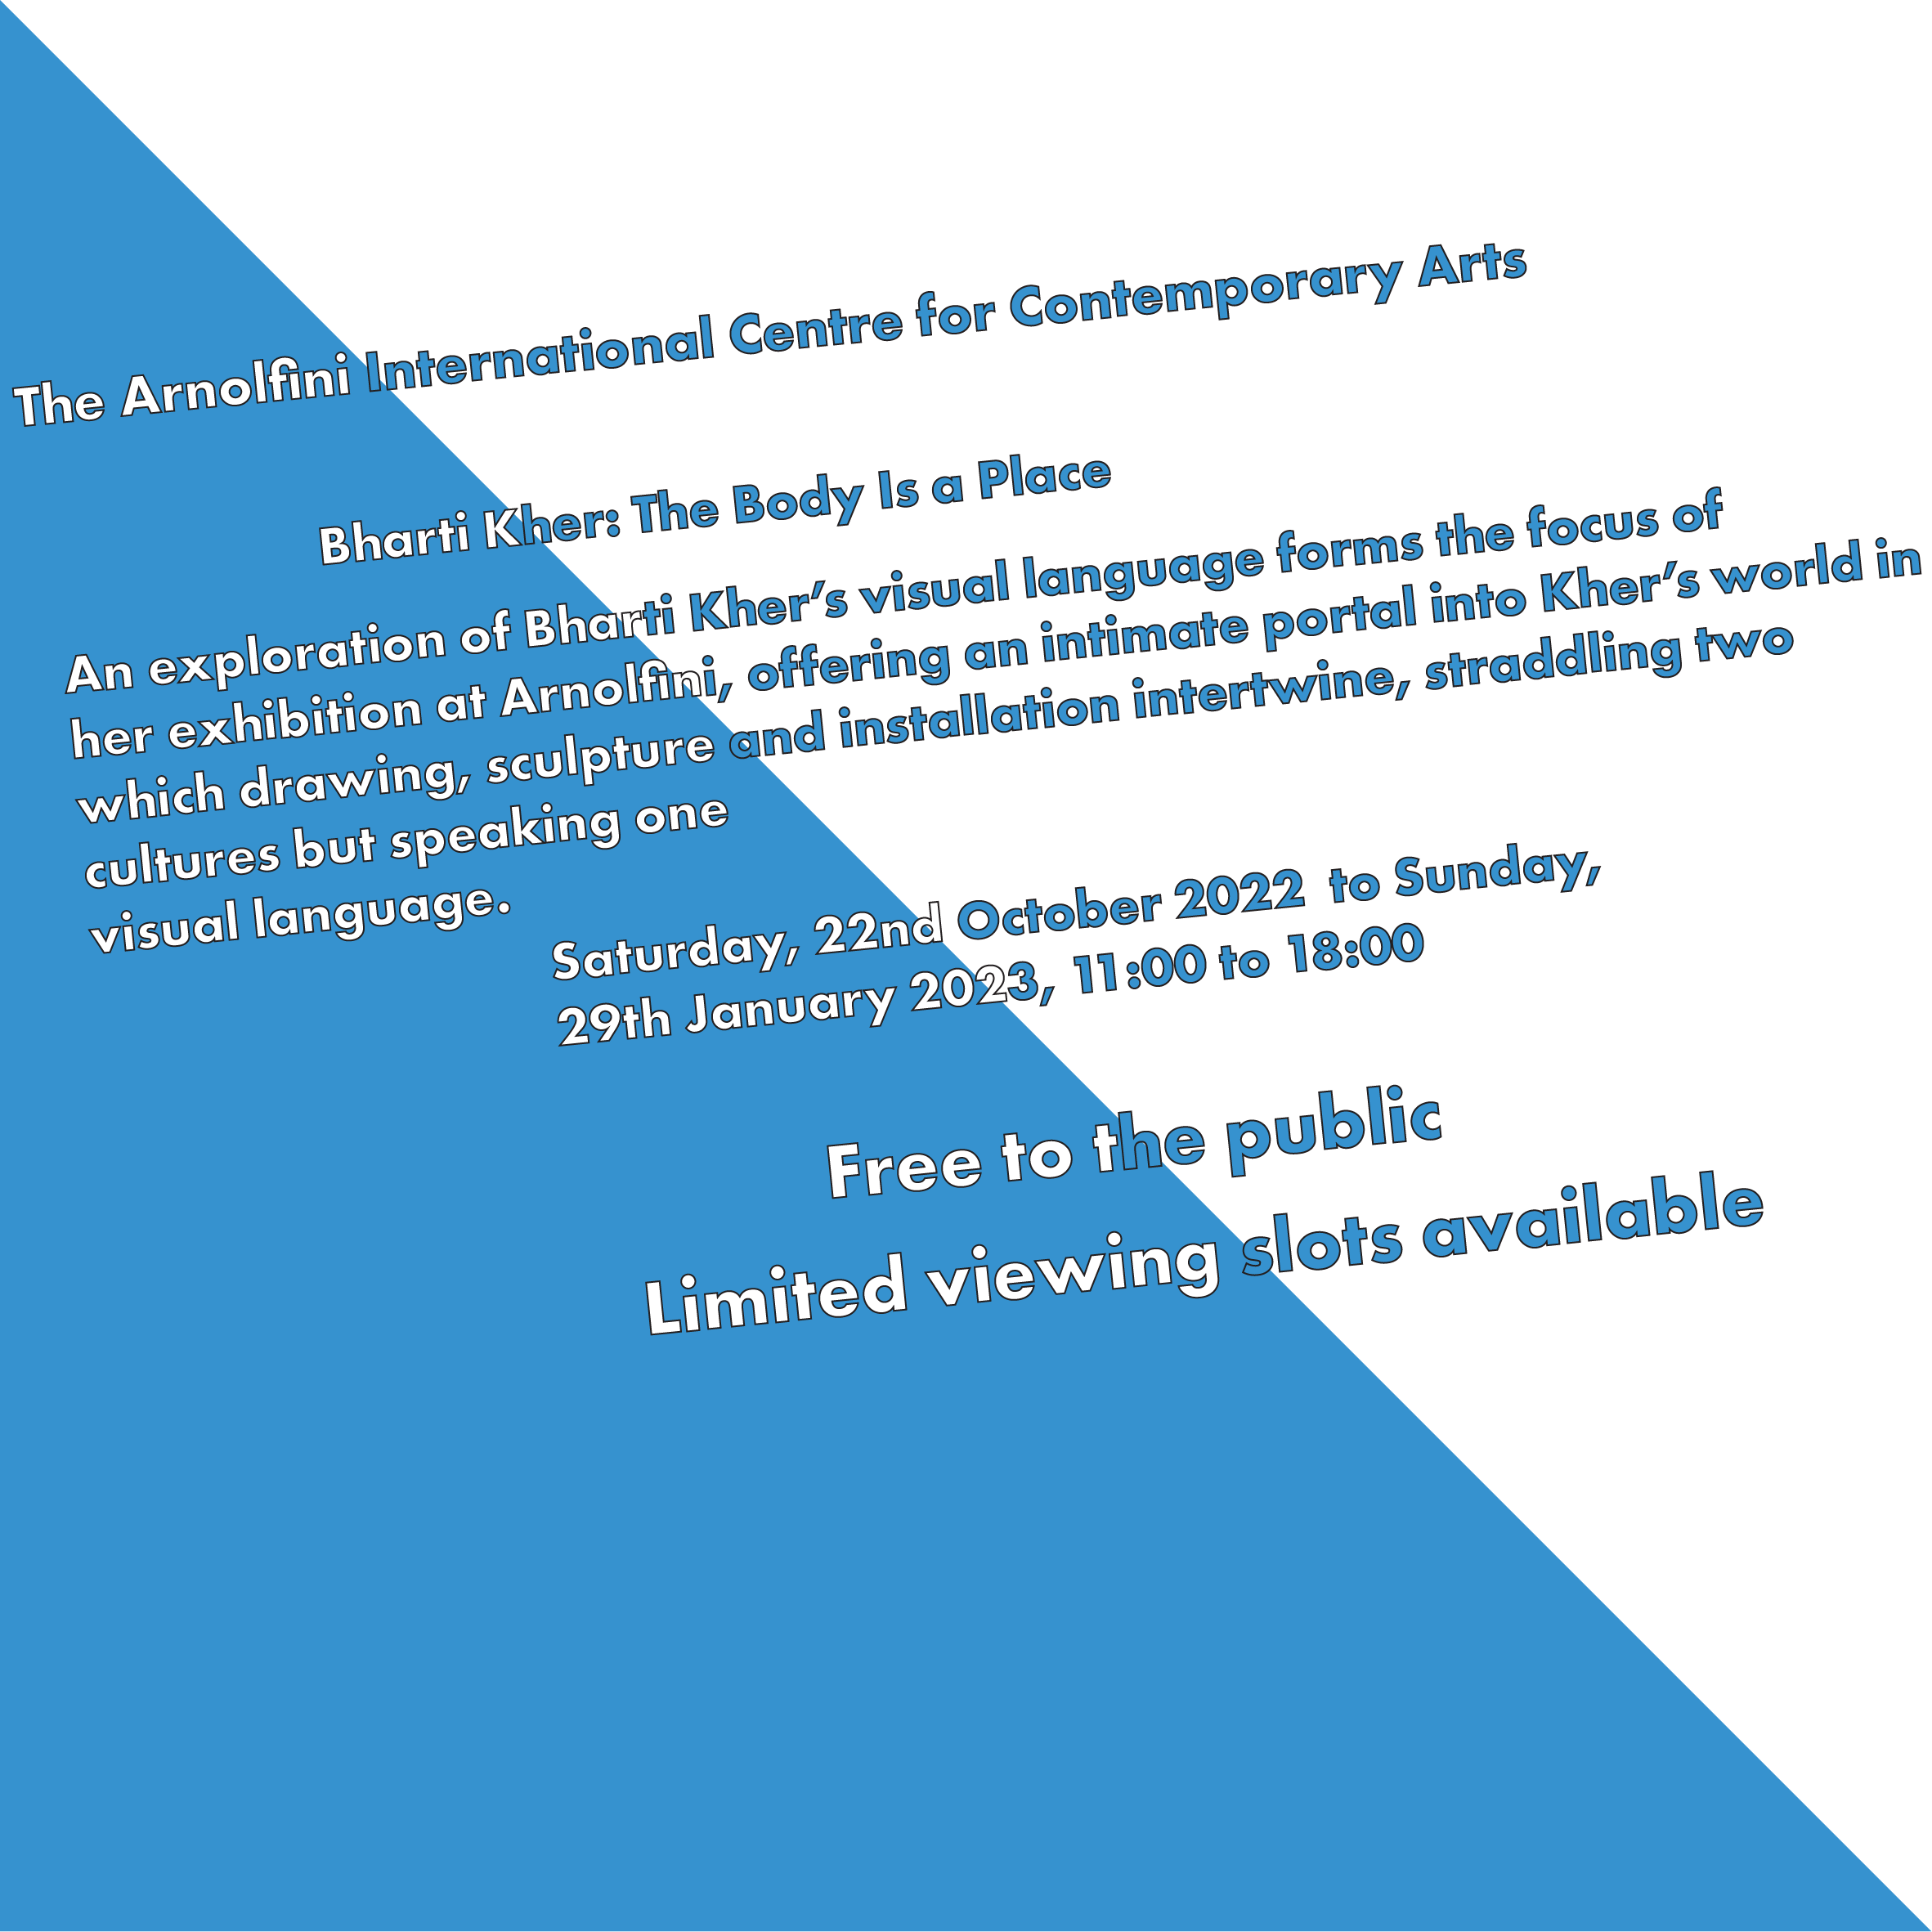 The Arnolfini International Centre for Contemporary Arts
Bharti Kher: The Body Is a Place
An exploration of Bharti Kher’s visual language forms the focus of
her exhibition at Arnolfini, offering an intimate portal into Kher’s world in
which drawing, sculpture and installation intertwine, straddling two
cultures but speaking one
visual language.
Saturday, 22nd October 2022 to Sunday,
29th January 2023, 11:00 to 18:00
Free to the public
Limited viewing slots available